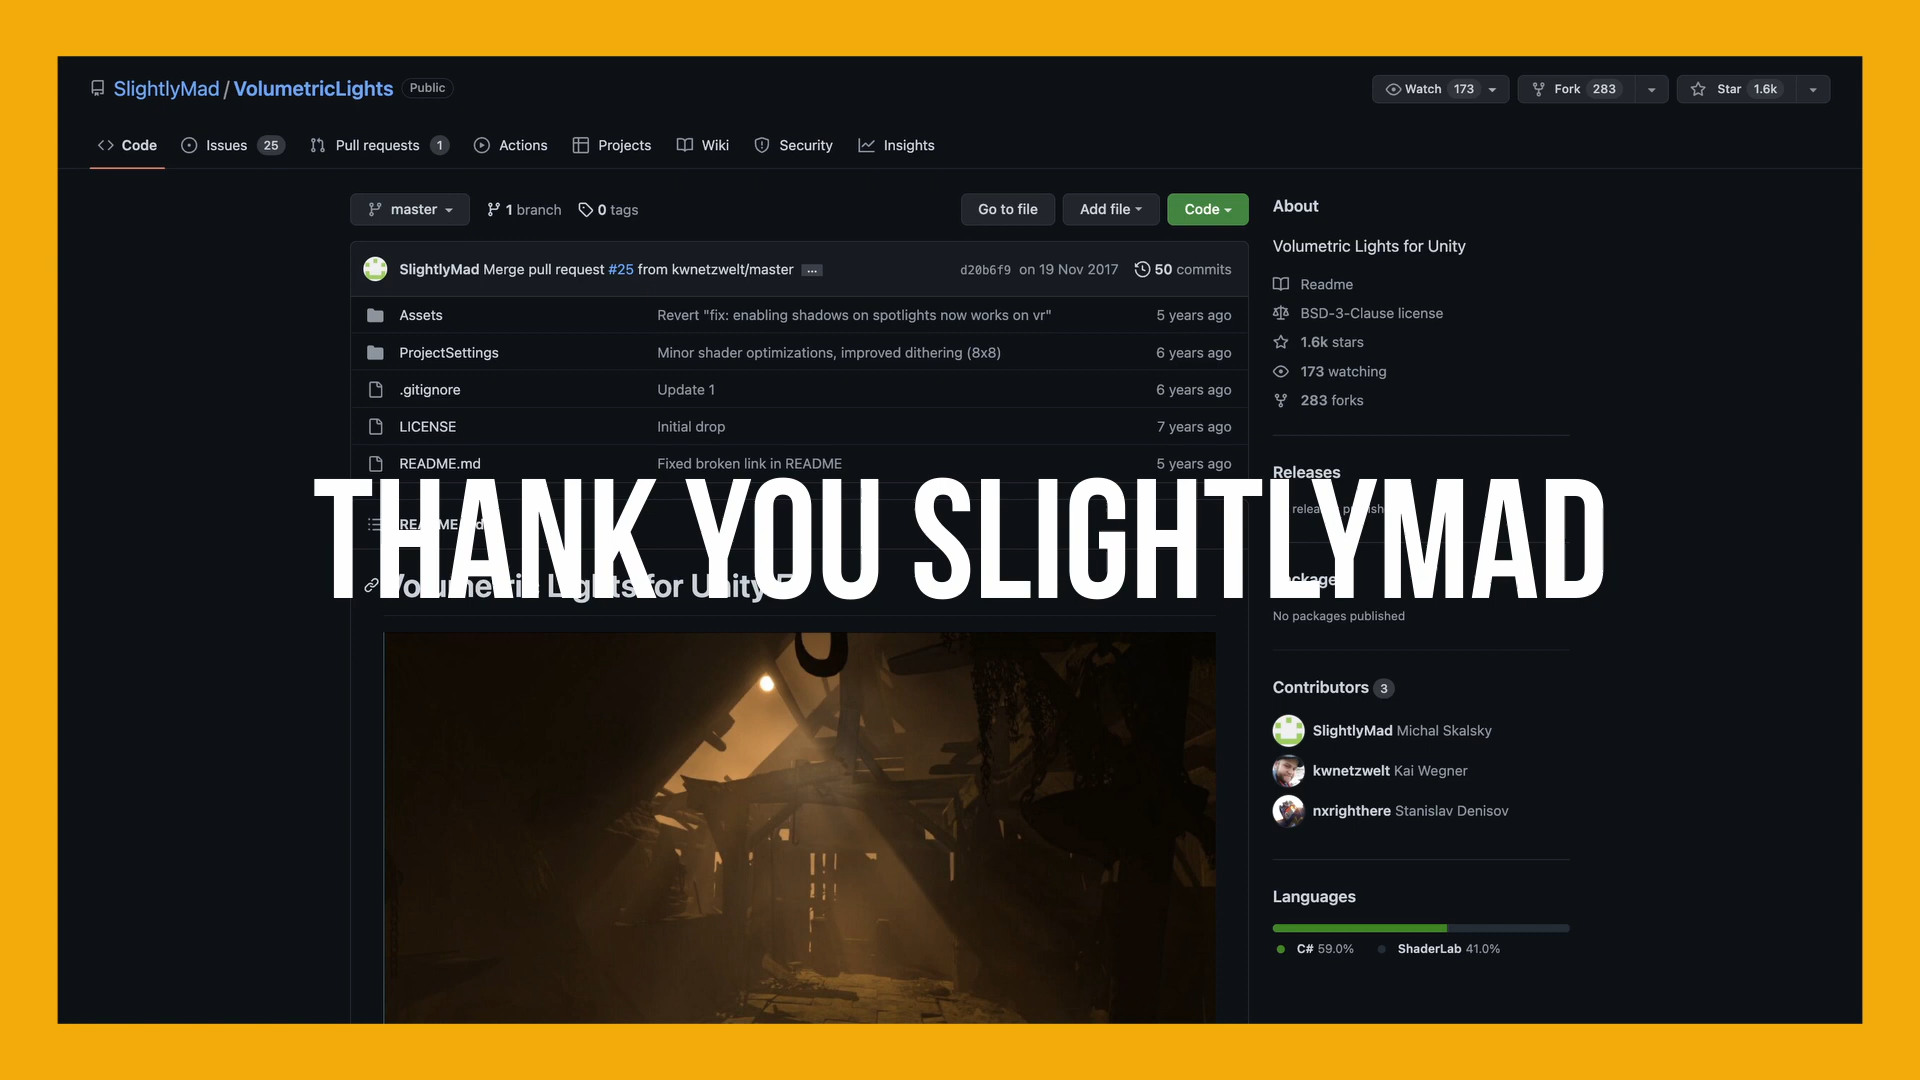 SlightlyMad / VolumetricLights Public
Watch 173
Fork 283
Star 1.6k
Code
Issues 25
Pull requests 1
Actions
Projects
Wiki
Security
Insights
master
1 branch
0 tags
Go to file
Add file
Code
SlightlyMad Merge pull request #25 from kwnetzwelt/master ...
d20b6f9 on 19 Nov 2017
50 commits
Assets Revert "fix: enabling shadows on spotlights now works on vr" 5 years ago
ProjectSettings Minor shader optimizations, improved dithering (8x8) 6 years ago
.gitignore Update 1 6 years ago
LICENSE Initial drop 7 years ago
README.md Fixed broken link in README 5 years ago
THANK YOU SLIGHTLYMAD
Lights for Unity
About
Volumetric Lights for Unity
Readme
BSD-3-Clause license
1.6k stars
173 watching
283 forks
Releases
No packages published
Contributors 3
SlightlyMad Michal Skalsky
kwnetzwelt Kai Wegner
nxrighthere Stanislav Denisov
Languages
C# 59.0%
ShaderLab 41.0%